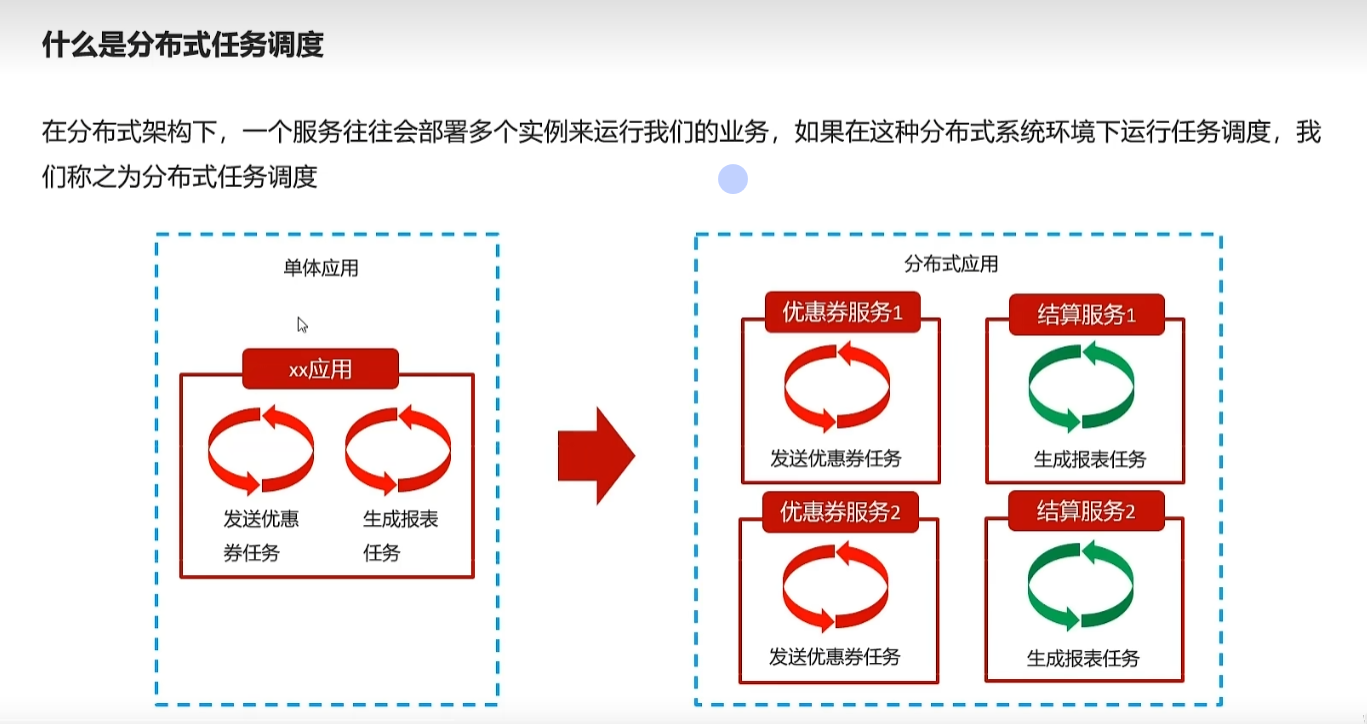 什么是分布式任务调度
在分布式架构下，一个服务往往会部署多个实例来运行我们的业务，如果在这种分布式系统环境下运行任务调度，我
们称之为分布式任务调度
单体应用
xx应用
发送优惠
券任务
生成报表
任务
分布式应用
优惠券服务1
发送优惠券任务
结算服务1
生成报表任务
优惠券服务2
发送优惠券任务
结算服务2
生成报表任务